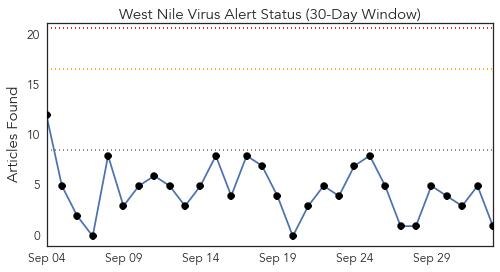 West Nile Virus Alert Status (30-Day Window)
Articles Found
20
15
10
5
0
Sep 04 Sep 09 Sep 14 Sep 19 Sep 24 Sep 29